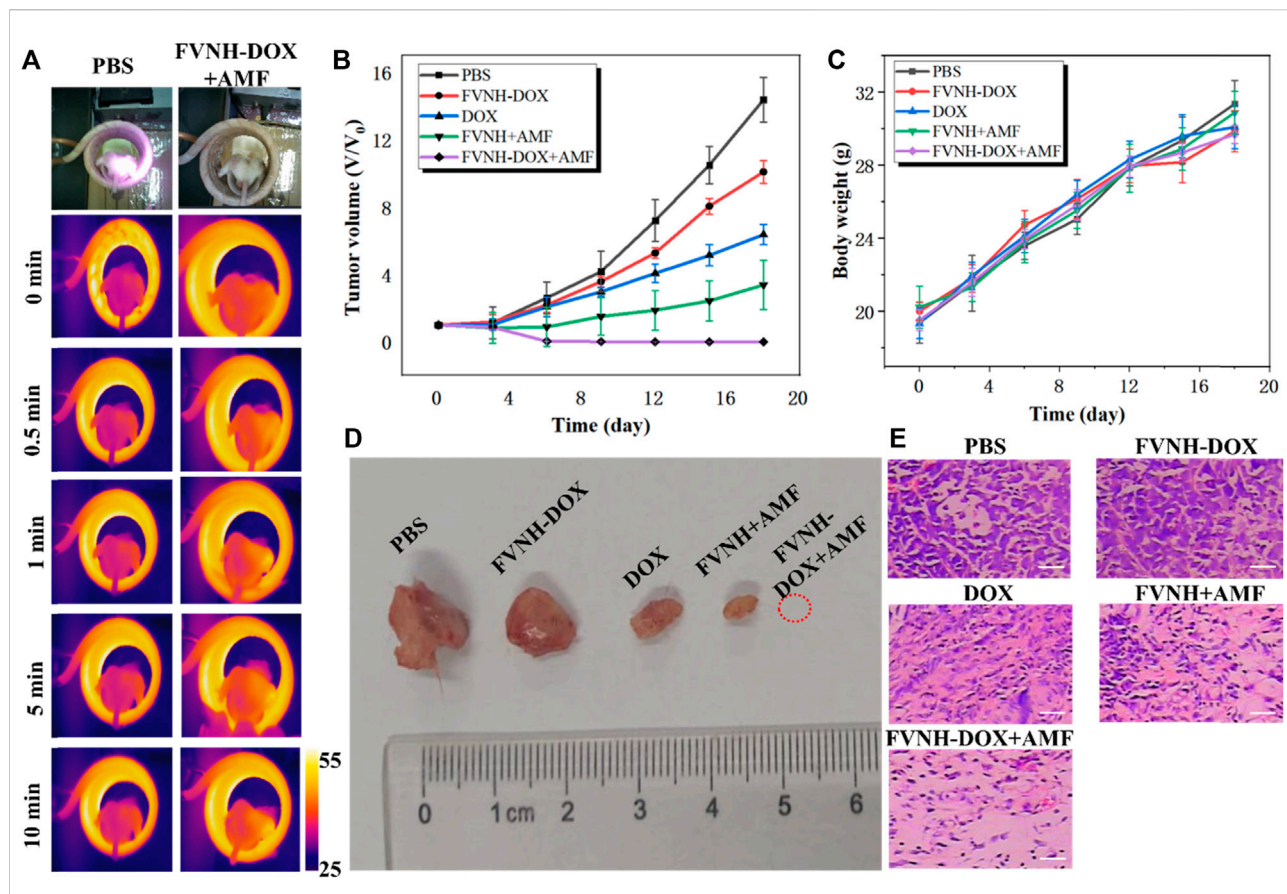 A
PBS
FVNH-DOX
+AMF
0 min
0.5 min
1 min
5 min
10 min
55
25
B
PBS
FVNH-DOX
DOX
FVNH+AMF
FVNH-DOX+AMF
Tumor volume (V/V₀)
16
12
8
4
0
0 4 8 12 16 20
Time (day)
C
PBS
FVNH-DOX
DOX
FVNH+AMF
FVNH-DOX+AMF
Body weight (g)
32
28
24
20
0 4 8 12 16 20
Time (day)
D
PBS
FVNH-DOX
DOX
FVNH+AMF
FVNH-
DOX+AMF
0 1 cm 2 3 4 5 6
E
PBS
FVNH-DOX
DOX
FVNH+AMF
FVNH-DOX+AMF